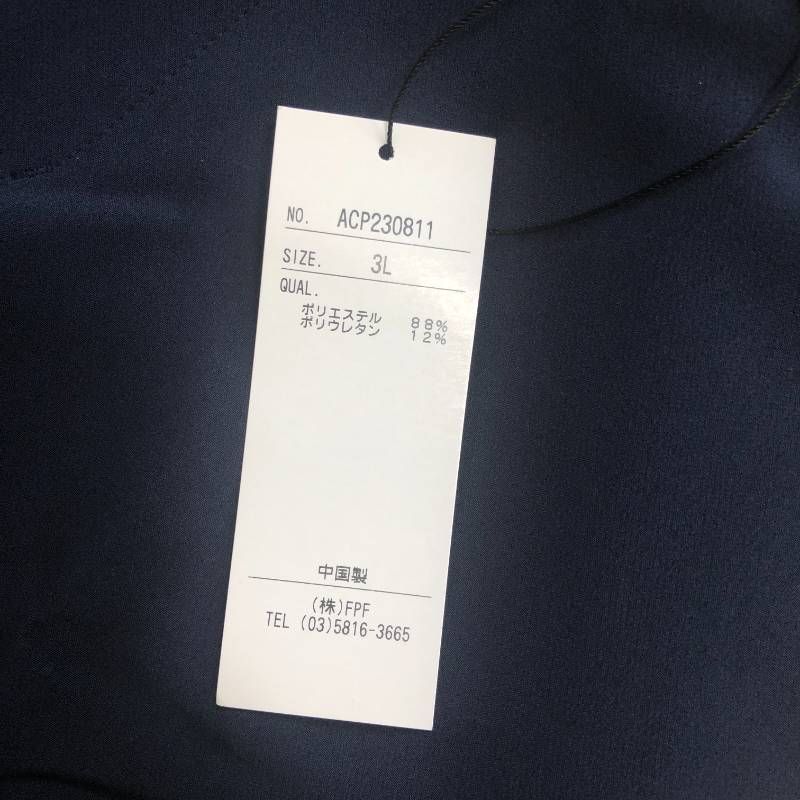 NO. ACP230811
SIZE. 3L
QUAL.
ポリエステル 88%
ポリウレタン 12%
中国製
(株)FPF
TEL (03)5816-3665